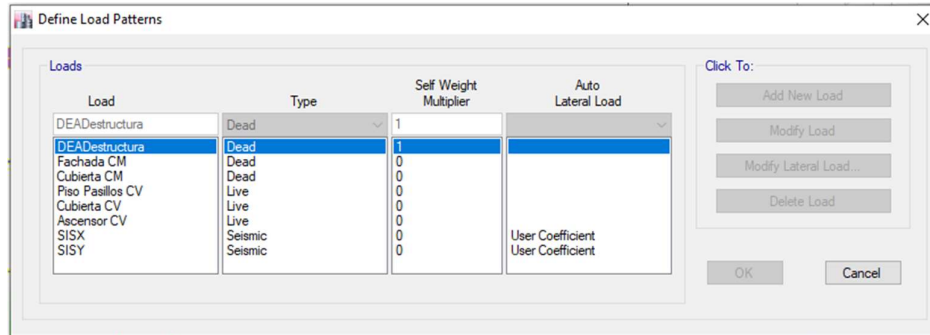 Define Load Patterns
Loads
Click To:
Load
Type
Self Weight Multiplier
Auto Lateral Load
DEADestructura Dead 1
DEADestructura Dead 1
Fachada CM Dead 0
Cubierta CM Dead 0
Piso Pasillos CV Live 0
Cubierta CV Live 0
Ascensor CV Live 0
SISX Seismic 0 User Coefficient
SISY Seismic 0 User Coefficient
Add New Load
Modify Load
Modify Lateral Load...
Delete Load
OK
Cancel